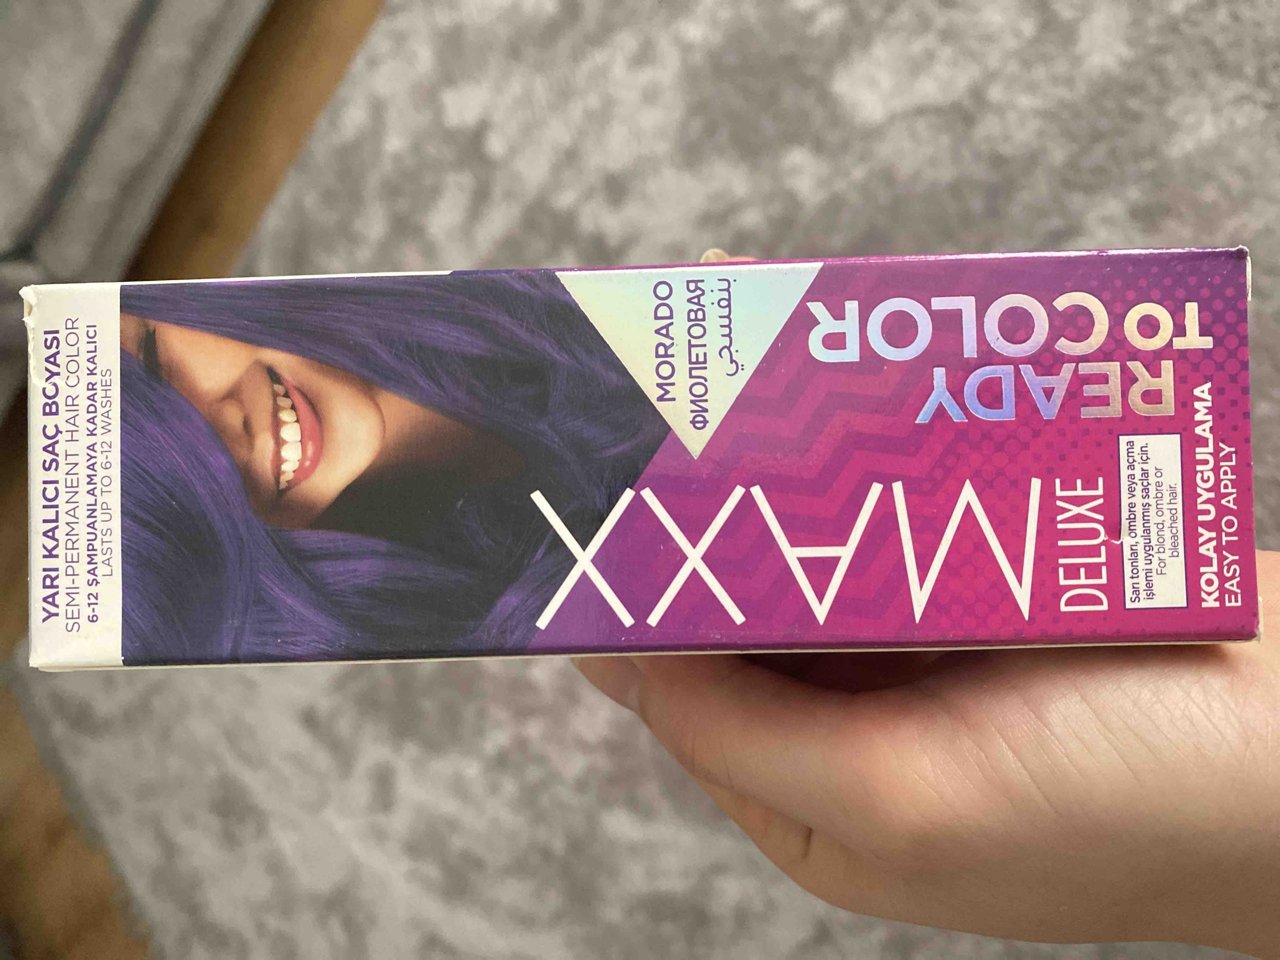 KOLAY UYGULAMA
EASY TO APPLY
Sarı tonları, ombre veya açma
işlemi uygulanmış saçlar için.
For blond, ombre or
bleached hair.
READY
TO
COLOR
DELUXE
MAXX
MORADO
ФИОЛЕТОВАЯ
بنفسجي
YARI KALICI SAÇ BOYASI
SEMI-PERMANENT HAIR COLOR
6-12 ŞAMPUANLAMAYA KADAR KALICI
LASTS UP TO 6-12 WASHES